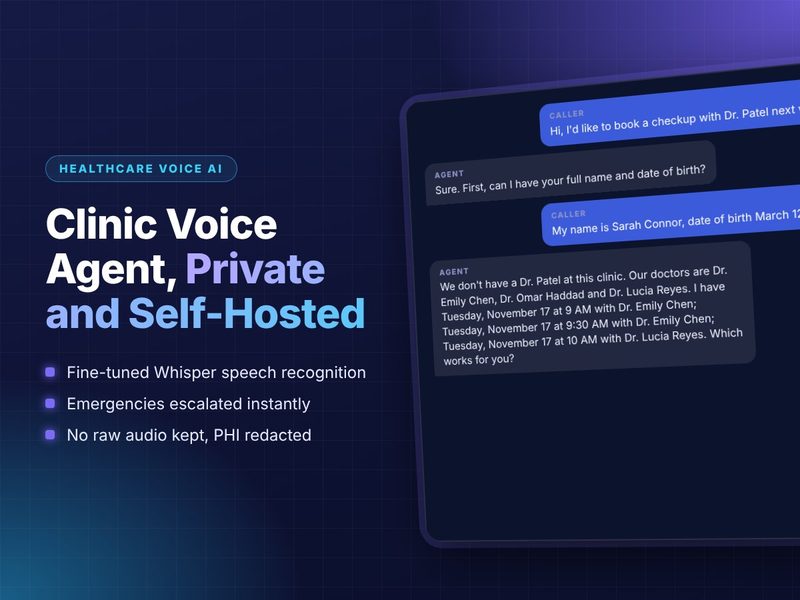 HEALTHCARE VOICE AI
Clinic Voice
Agent, Private
and Self-Hosted
Fine-tuned Whisper speech recognition
Emergencies escalated instantly
No raw audio kept, PHI redacted
CALLER
Hi, I'd like to book a checkup with Dr. Patel next
AGENT
Sure. First, can I have your full name and date of birth?
CALLER
My name is Sarah Connor, date of birth March 12
AGENT
We don't have a Dr. Patel at this clinic. Our doctors are Dr.
Emily Chen, Dr. Omar Haddad and Dr. Lucia Reyes. I have
Tuesday, November 17 at 9 AM with Dr. Emily Chen;
Tuesday, November 17 at 9:30 AM with Dr. Emily Chen;
Tuesday, November 17 at 10 AM with Dr. Lucia Reyes. Which
works for you?